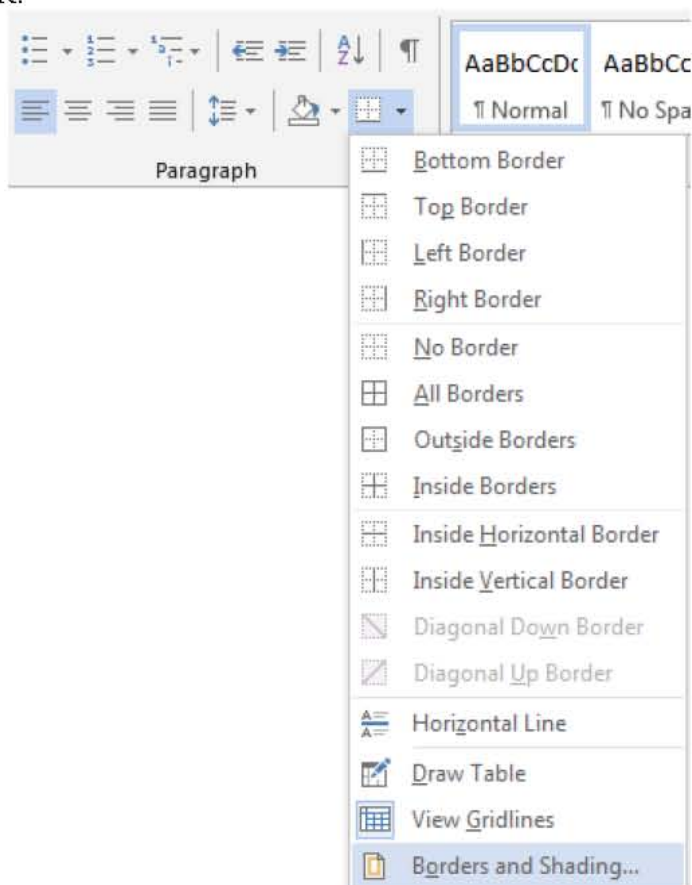 AaBbCcDc AaBbCc
¶ Normal ¶ No Spa
Paragraph
Bottom Border
Top Border
Left Border
Right Border
No Border
All Borders
Outside Borders
Inside Borders
Inside Horizontal Border
Inside Vertical Border
Diagonal Down Border
Diagonal Up Border
Horizontal Line
Draw Table
View Gridlines
Borders and Shading...